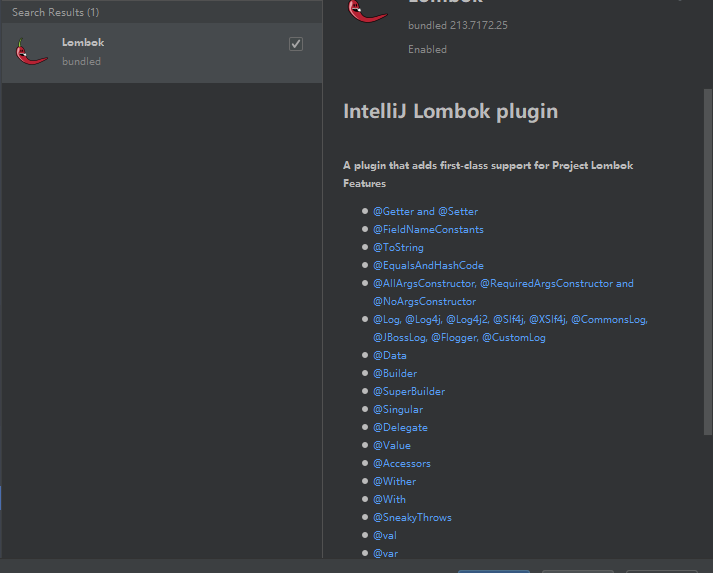 Search Results (1)
Lombok
bundled
Lombok
bundled 213.7172.25
Enabled
IntelliJ Lombok plugin
A plugin that adds first-class support for Project Lombok
Features
@Getter and @Setter
@FieldNameConstants
@ToString
@EqualsAndHashCode
@AllArgsConstructor, @RequiredArgsConstructor and
@NoArgsConstructor
@Log, @Log4j, @Log4j2, @Slf4j, @XSlf4j, @CommonsLog,
@JBossLog, @Flogger, @CustomLog
@Data
@Builder
@SuperBuilder
@Singular
@Delegate
@Value
@Accessors
@Wither
@With
@SneakyThrows
@val
@var